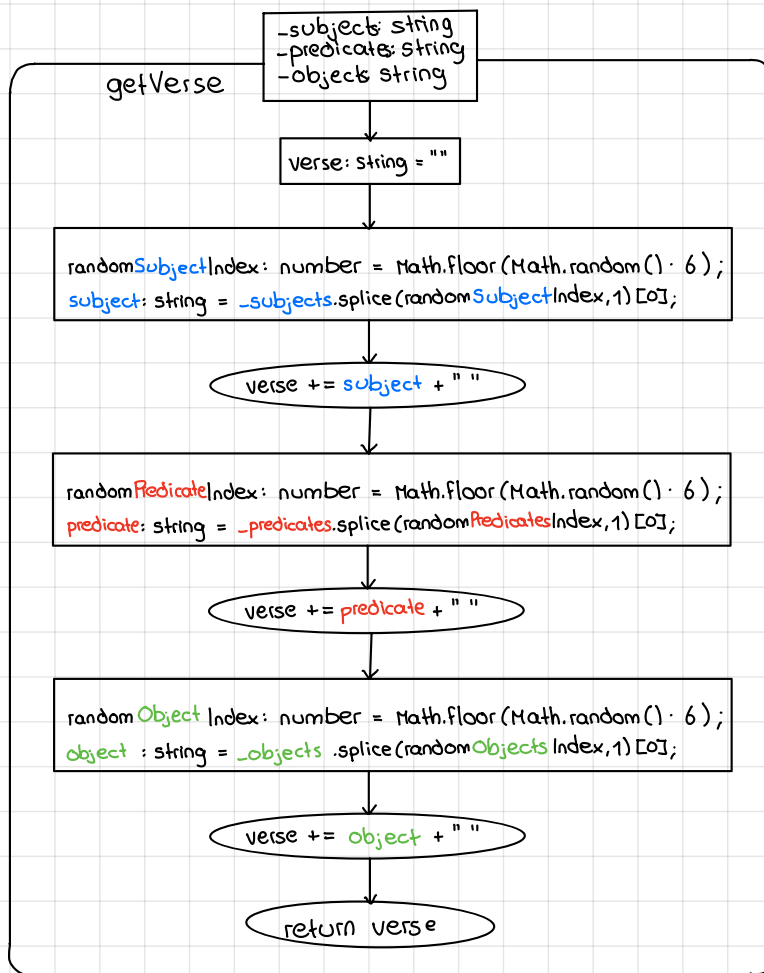 _subjects: string
_predicates: string
_objects string
getVerse
verse: string = ""
randomSubjectIndex: number = Math.floor(Math.random() · 6);
subject: string = _subjects.splice(randomSubjectIndex,1)[0];
verse += subject + " "
randomPredicateIndex: number = Math.floor(Math.random() · 6);
predicate: string = _predicates.splice(randomPredicatesIndex,1)[0];
verse += predicate + " "
randomObjectIndex: number = Math.floor(Math.random() · 6);
object : string = _objects .splice(randomObjectsIndex,1)[0];
verse += object + " "
return verse